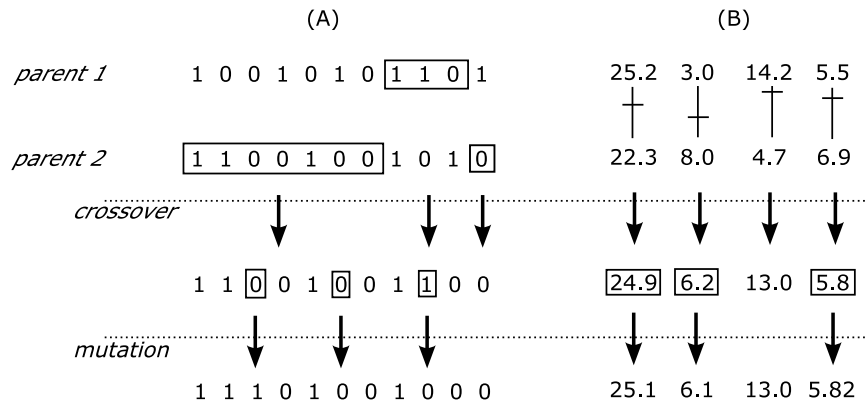 (A) (B)
parent 1 1 0 0 1 0 1 0 1 1 0 1 25.2 3.0 14.2 5.5
parent 2 1 1 0 0 1 0 0 1 0 1 0 22.3 8.0 4.7 6.9
crossover
1 1 0 0 1 0 0 1 1 0 0 24.9 6.2 13.0 5.8
mutation
1 1 1 0 1 0 0 1 0 0 0 25.1 6.1 13.0 5.82